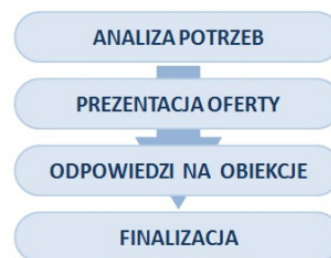 ANALIZA POTRZEB
PREZENTACJA OFERTY
ODPOWIEDZI NA OBIEKCJE
FINALIZACJA